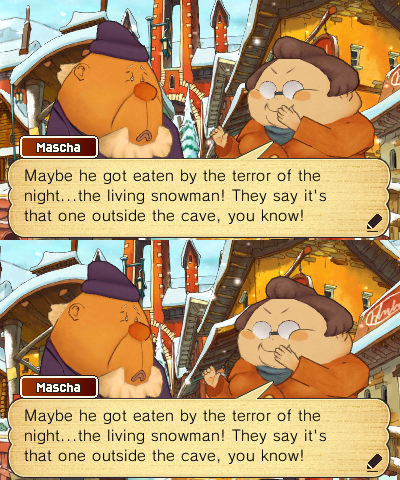 Mascha
Maybe he got eaten by the terror of the
night...the living snowman! They say it's
that one outside the cave, you know!
Mascha
Maybe he got eaten by the terror of the
night...the living snowman! They say it's
that one outside the cave, you know!